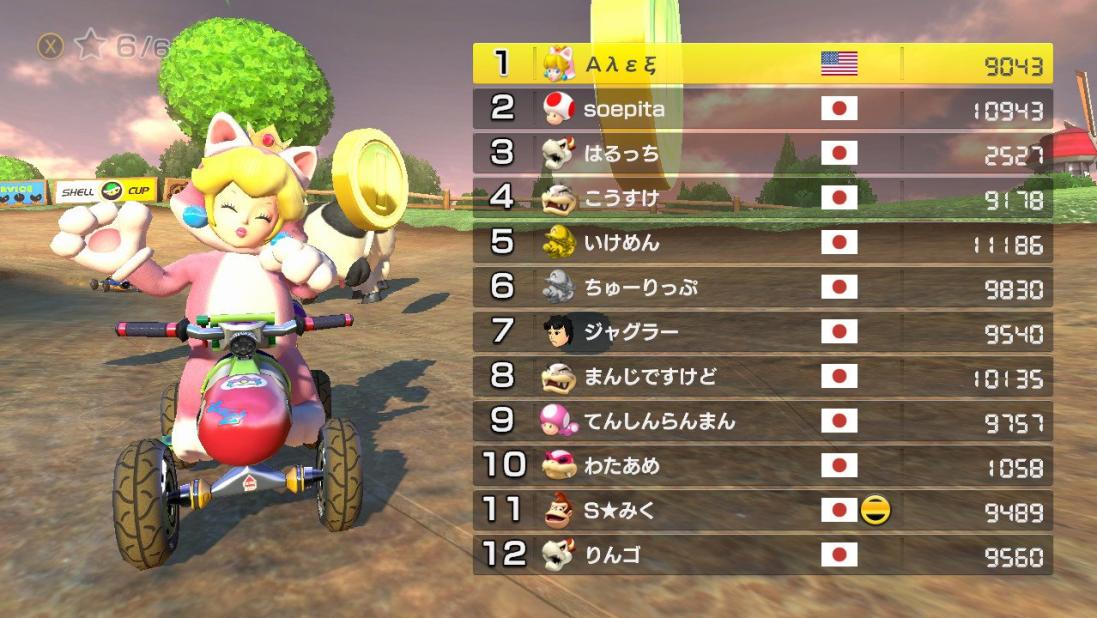 X 6/6
1 Αλεξ 9043
2 soepita 10943
3 はるっち 2527
4 こうすけ 9178
5 いけめん 11186
6 ちゅーりっぷ 9830
7 ジャグラー 9540
8 まんじですけど 10135
9 てんしんらんまん 9757
10 わたあめ 1058
11 S★みく 9489
12 りんゴ 9560
SHELL CUP